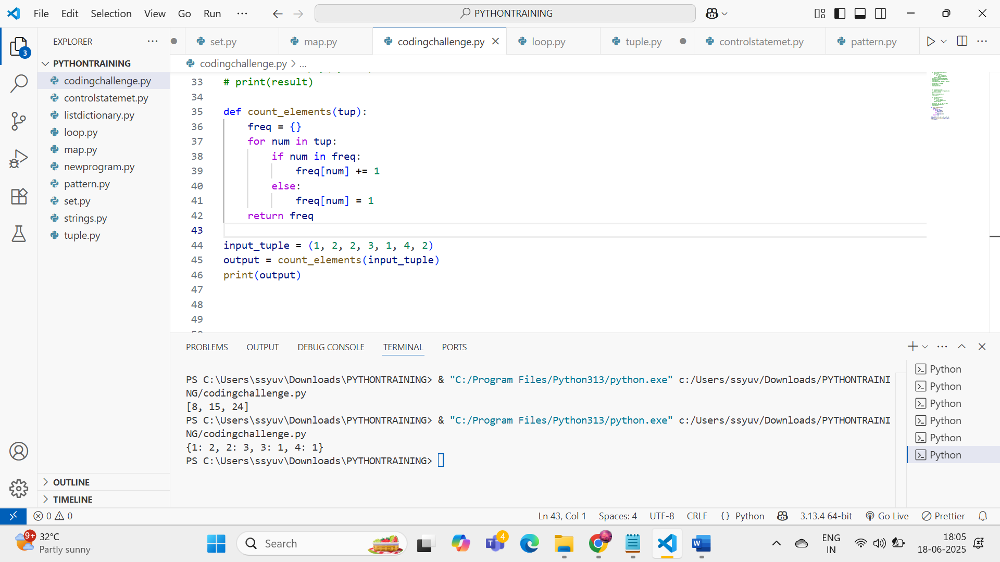 File Edit Selection View Go Run ··· PYTHONTRAINING
EXPLORER ···
set.py map.py codingchallenge.py loop.py tuple.py controlstatemet.py pattern.py ···
3
PYTHONTRAINING
codingchallenge.py
controlstatemet.py
listdictionary.py
loop.py
map.py
newprogram.py
pattern.py
set.py
strings.py
tuple.py
OUTLINE
TIMELINE
codingchallenge.py > ...
33 # print(result)
34
35 def count_elements(tup):
36 freq = {}
37 for num in tup:
38 if num in freq:
39 freq[num] += 1
40 else:
41 freq[num] = 1
42 return freq
43
44 input_tuple = (1, 2, 2, 3, 1, 4, 2)
45 output = count_elements(input_tuple)
46 print(output)
47
48
49
PROBLEMS OUTPUT DEBUG CONSOLE TERMINAL PORTS ···
PS C:\Users\ssyuv\Downloads\PYTHONTRAINING> & "C:/Program Files/Python313/python.exe" c:/Users/ssyuv/Downloads/PYTHONTRAINI
NG/codingchallenge.py
[8, 15, 24]
PS C:\Users\ssyuv\Downloads\PYTHONTRAINING> & "C:/Program Files/Python313/python.exe" c:/Users/ssyuv/Downloads/PYTHONTRAINI
NG/codingchallenge.py
{1: 2, 2: 3, 3: 1, 4: 1}
PS C:\Users\ssyuv\Downloads\PYTHONTRAINING>
Python
Python
Python
Python
Python
Python
0 0 Ln 43, Col 1 Spaces: 4 UTF-8 CRLF {} Python 3.13.4 64-bit Go Live Prettier
9+ 32°C
Partly sunny
Search
4
ENG
IN
18:05
18-06-2025